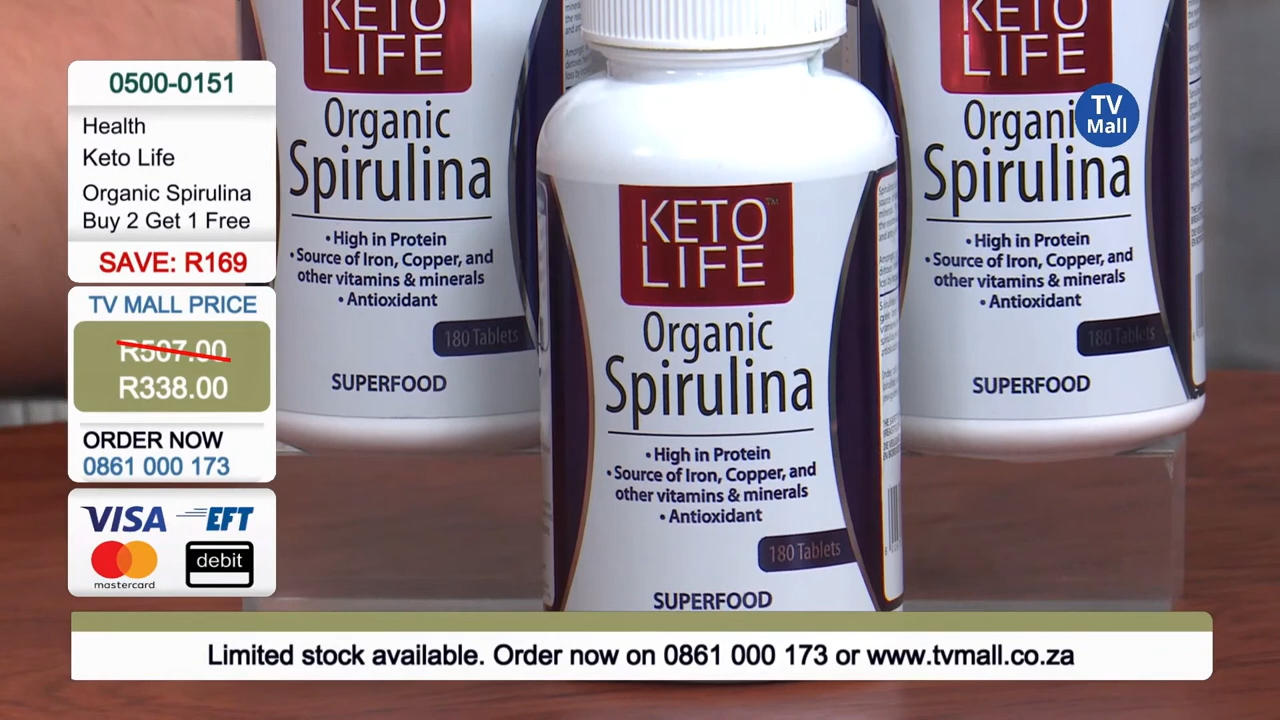 0500-0151
Health
Keto Life
Organic Spirulina
Buy 2 Get 1 Free
SAVE: R169
TV MALL PRICE
R507.00
R338.00
ORDER NOW
0861 000 173
VISA EFT
mastercard debit
KETO
LIFE
Organic
Spirulina
• High in Protein
• Source of Iron, Copper, and
other vitamins & minerals
• Antioxidant
180 Tablets
SUPERFOOD
KETO™
LIFE
Organic
Spirulina
• High in Protein
• Source of Iron, Copper, and
other vitamins & minerals
• Antioxidant
180 Tablets
SUPERFOOD
KETO
LIFE
Spirulina
• High in Protein
• Source of Iron, Copper, and
other vitamins & minerals
• Antioxidant
180 Tablets
SUPERFOOD
TV
Mall
Limited stock available. Order now on 0861 000 173 or www.tvmall.co.za